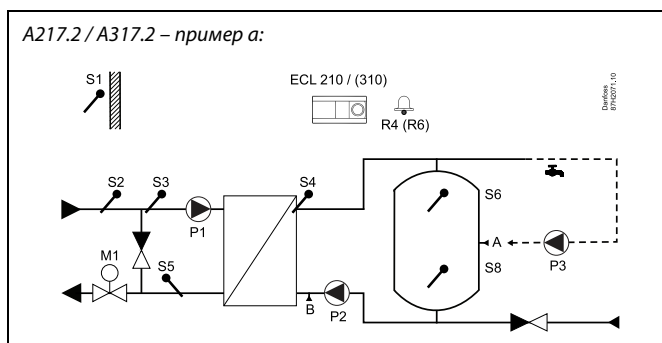 A217.2 / A317.2 – пример a:
S1
ECL 210 / (310)
R4 (R6)
Danfoss
87H2071.10
S2
S3
S4
S6
P1
A
P3
M1
S5
S8
B
P2